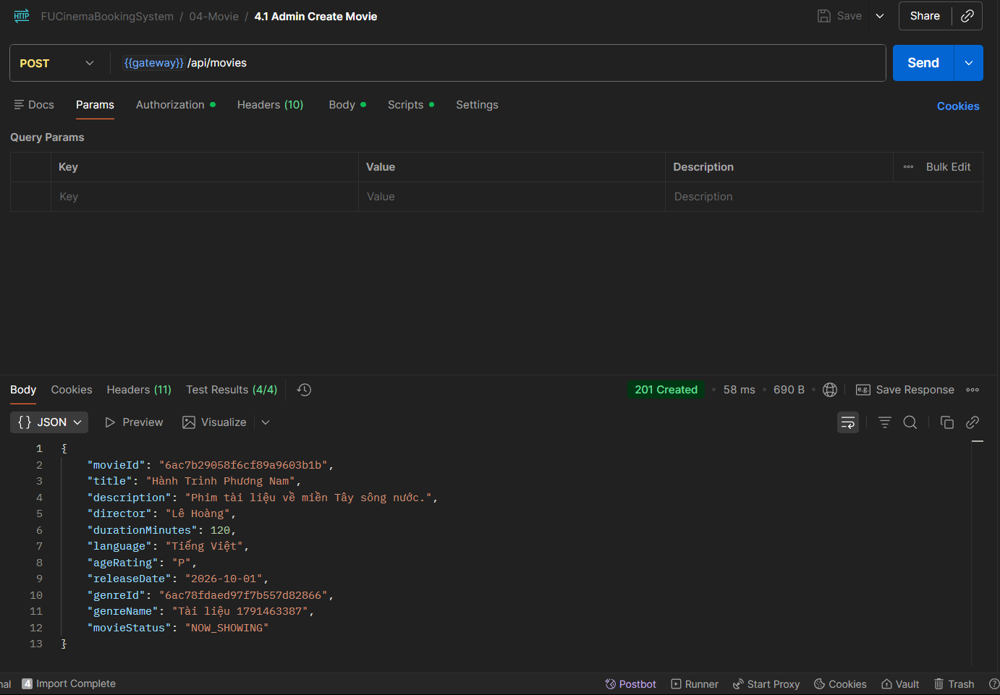 HTTP FUCinemaBookingSystem / 04-Movie / 4.1 Admin Create Movie Save Share
POST {{gateway}} /api/movies Send
Docs Params Authorization Headers (10) Body Scripts Settings Cookies
Query Params
Key Value Description Bulk Edit
Key Value Description
Body Cookies Headers (11) Test Results (4/4) 201 Created 58 ms 690 B e.g. Save Response
{} JSON Preview Visualize
1 {
2 "movieId": "6ac7b29058f6cf89a9603b1b",
3 "title": "Hành Trình Phương Nam",
4 "description": "Phim tài liệu về miền Tây sông nước.",
5 "director": "Lê Hoàng",
6 "durationMinutes": 120,
7 "language": "Tiếng Việt",
8 "ageRating": "P",
9 "releaseDate": "2026-10-01",
10 "genreId": "6ac78fdaed97f7b557d82866",
11 "genreName": "Tài liệu 1791463387",
12 "movieStatus": "NOW_SHOWING"
13 }
nal 4 Import Complete Postbot Runner Start Proxy Cookies Vault Trash